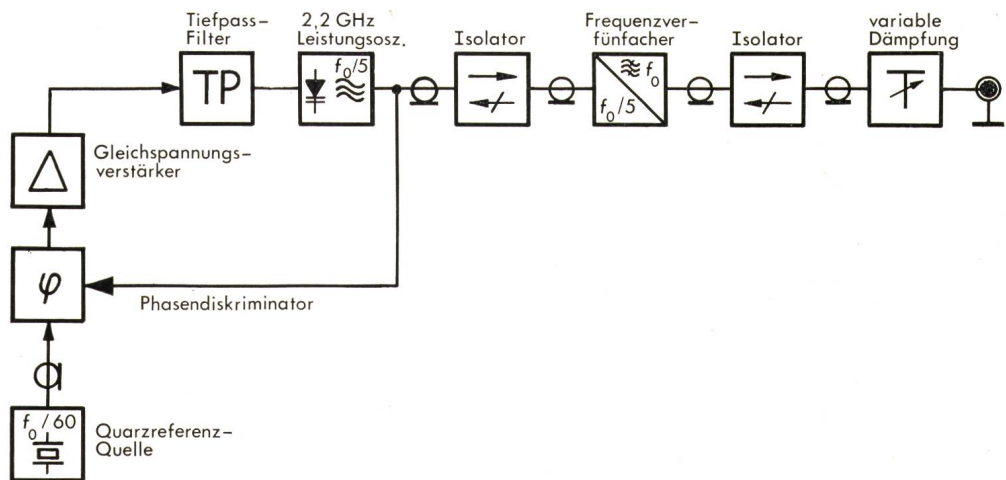 Tiefpass-
Filter
2,2 GHz
Leistungsosz.
Isolator
Frequenzver-
fünfacher
Isolator
variable
Dämpfung
TP
f₀/5
f₀
f₀/5
Gleichspannungs-
verstärker
φ
Phasendiskriminator
f₀/60
Quarzreferenz-
Quelle